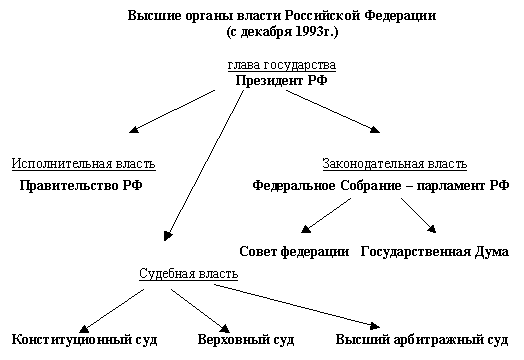 Высшие органы власти Российской Федерации
(с декабря 1993г.)
глава государства
Президент РФ
Исполнительная власть
Правительство РФ
Законодательная власть
Федеральное Собрание – парламент РФ
Совет федерации
Государственная Дума
Судебная власть
Конституционный суд
Верховный суд
Высший арбитражный суд